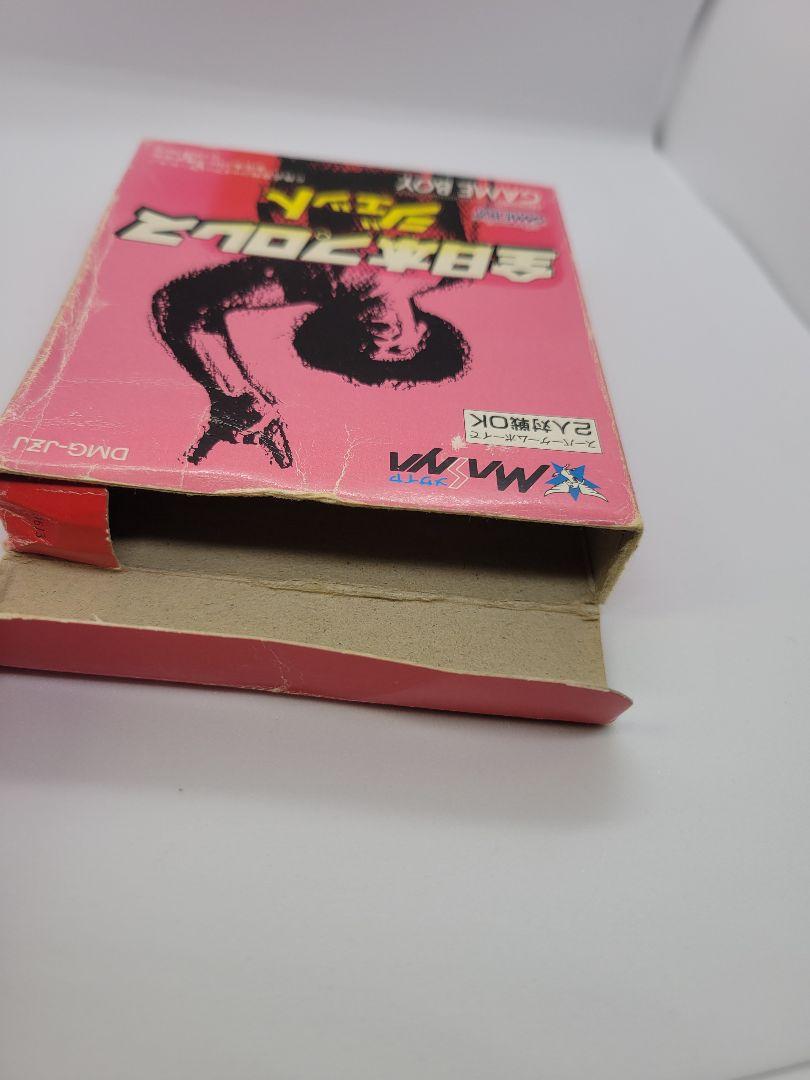 GAME BOY
全日本プロレス
ジェット
スーパーゲームボーイで
2人対戦OK
MASAYA
メサイヤ
DMG-JZJ